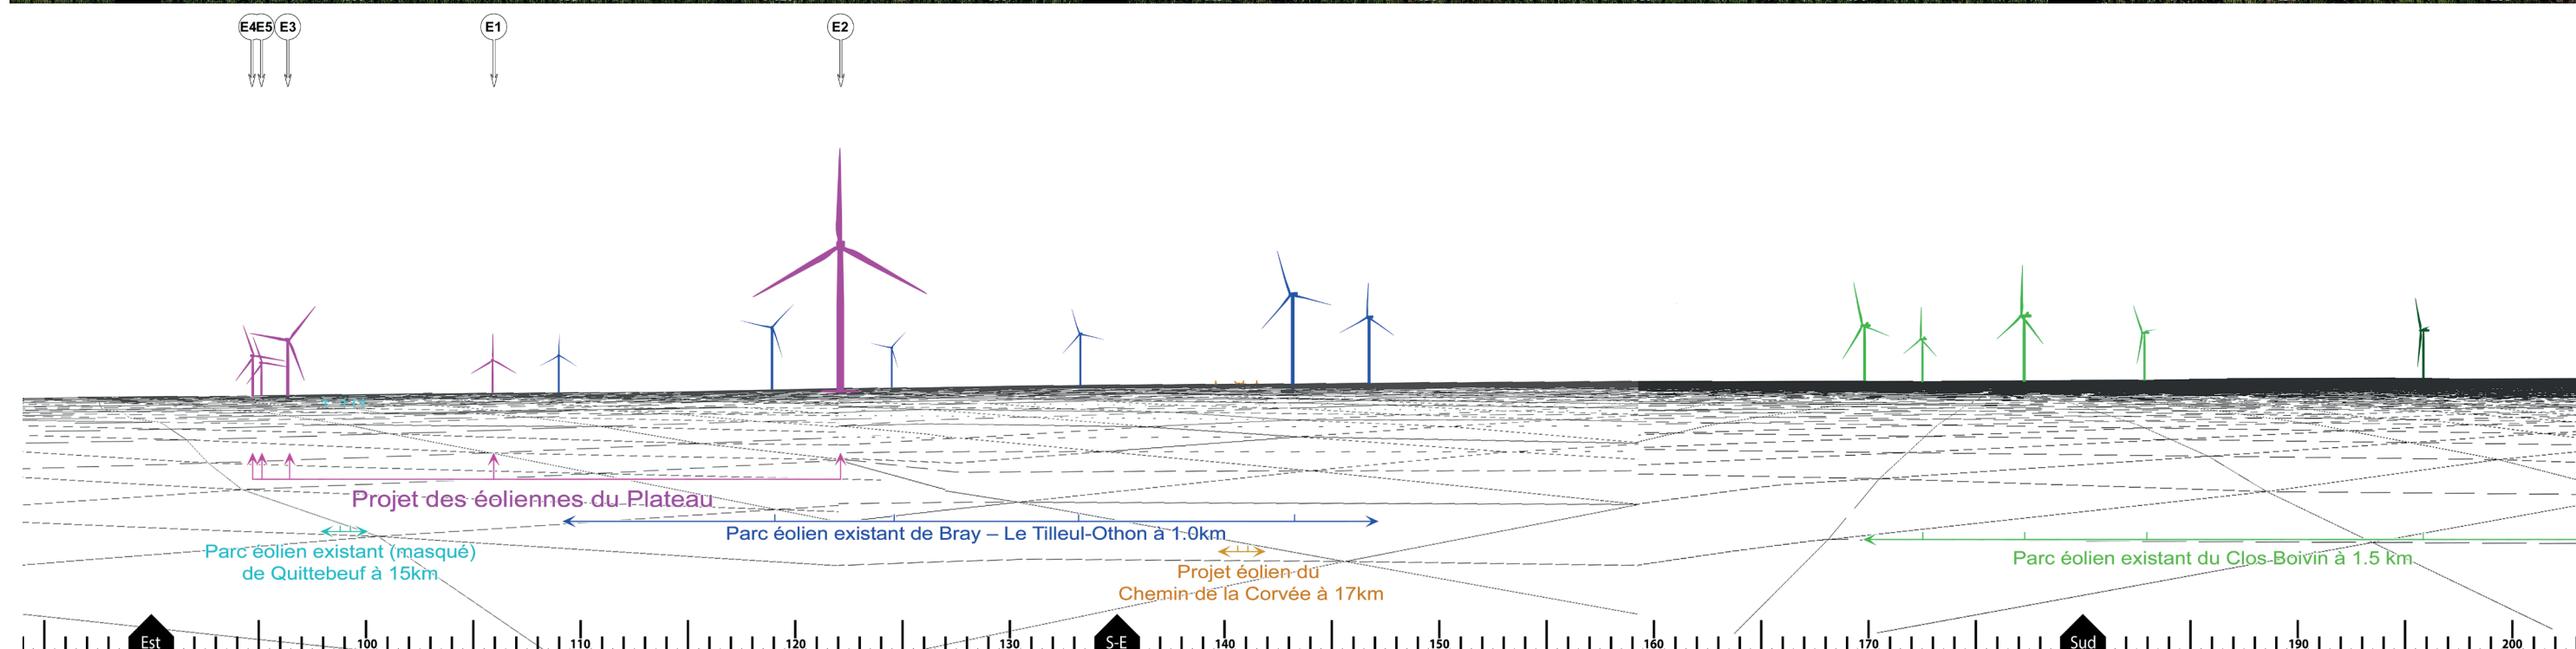 E4 E5 E3 E1 E2
Projet des éoliennes du Plateau
Parc éolien existant de Bray – Le Tilleul-Othon à 1.0km
Parc éolien existant (masqué)
de Quittebeuf à 15km
Projet éolien du
Chemin de la Corvée à 17km
Parc éolien existant du Clos Boivin à 1.5 km
Est 100 110 120 130 S-E 140 150 160 170 Sud 190 200